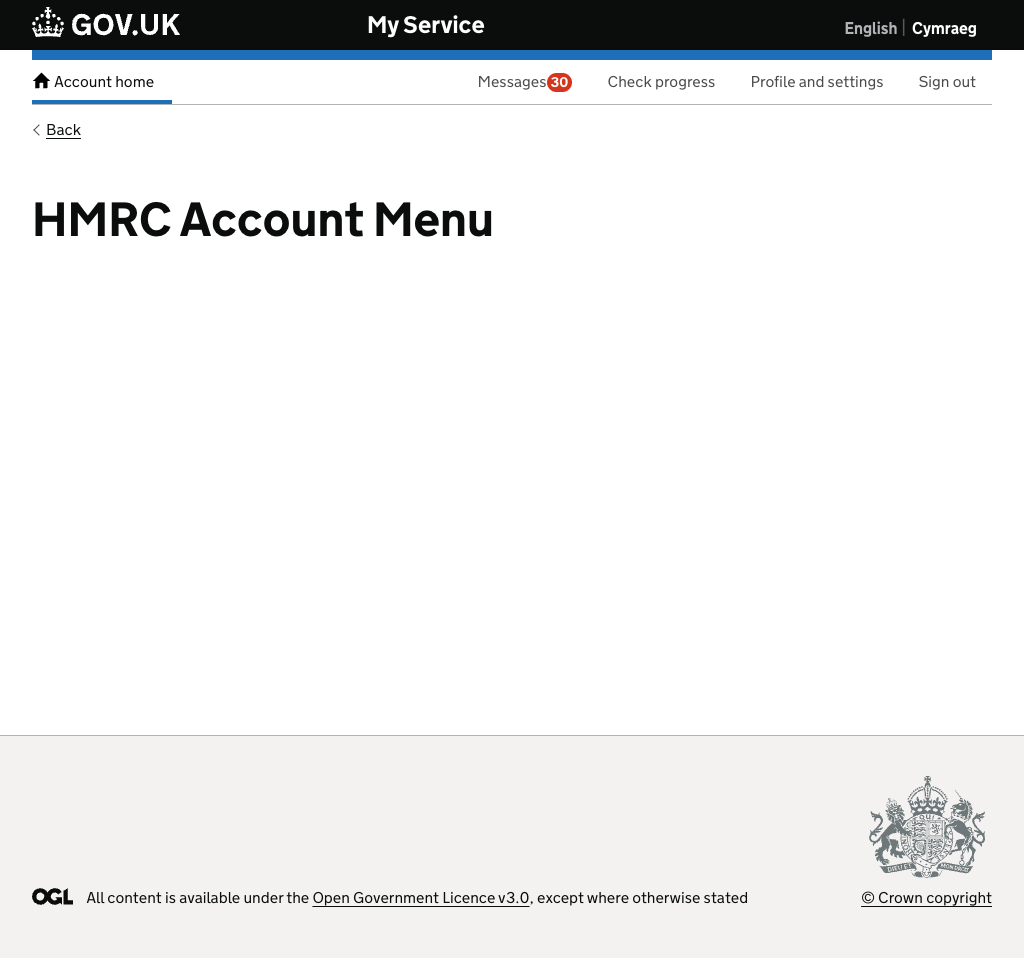 GOV.UK My Service English Cymraeg
Account home Messages 30 Check progress Profile and settings Sign out
Back
HMRC Account Menu
OGL All content is available under the Open Government Licence v3.0, except where otherwise stated © Crown copyright